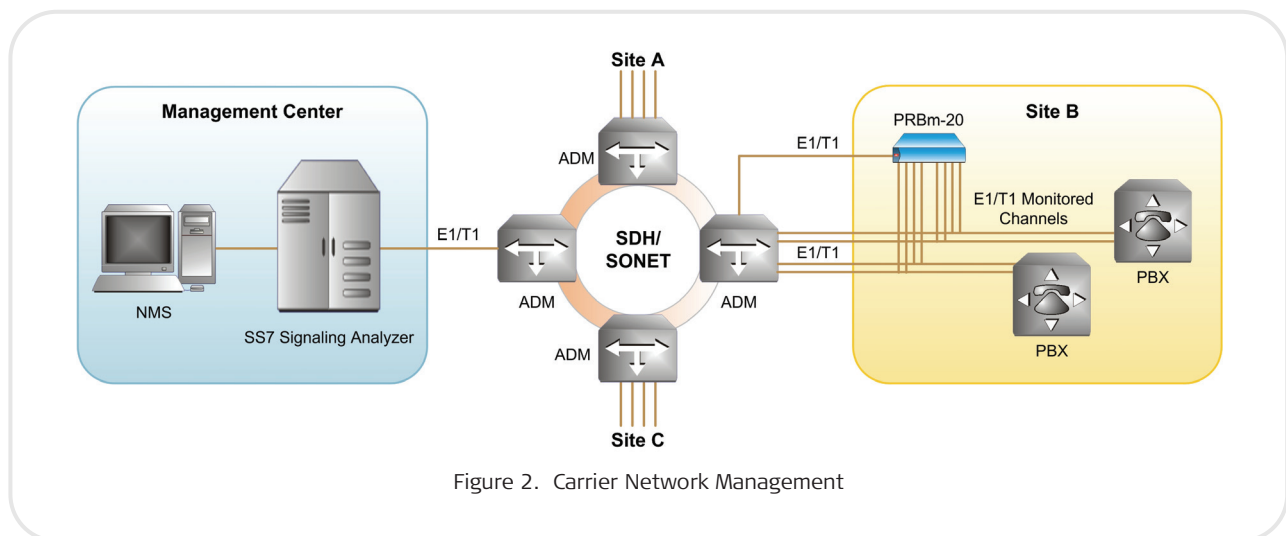 Site A
Management Center
Site B
PRBm-20
ADM
E1/T1
E1/T1 Monitored
Channels
E1/T1
SDH/
SONET
E1/T1
PBX
NMS
SS7 Signaling Analyzer
ADM
ADM
PBX
ADM
Site C
Figure 2. Carrier Network Management